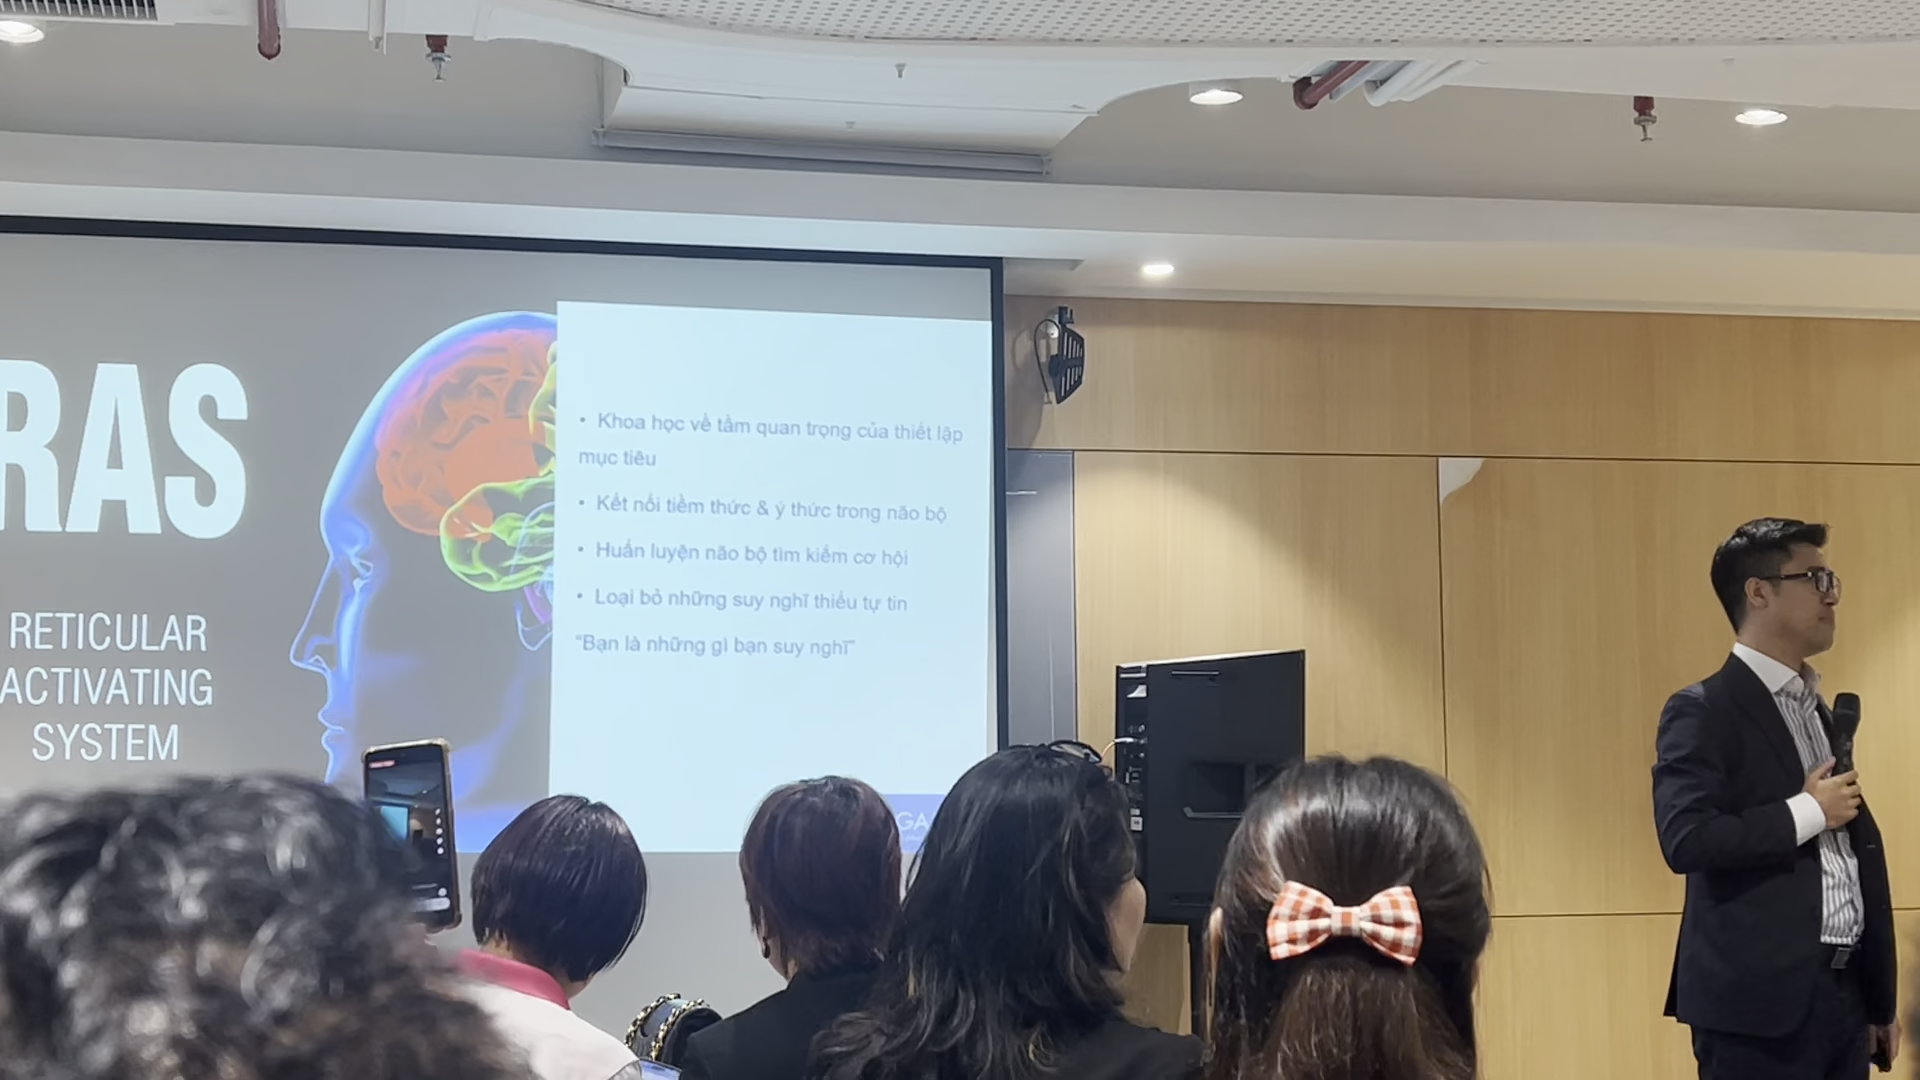 RAS
RETICULAR
ACTIVATING
SYSTEM
• Khoa học về tầm quan trọng của thiết lập
mục tiêu
• Kết nối tiềm thức & ý thức trong não bộ
• Huấn luyện não bộ tìm kiếm cơ hội
• Loại bỏ những suy nghĩ thiếu tự tin
“Bạn là những gì bạn suy nghĩ”
GA